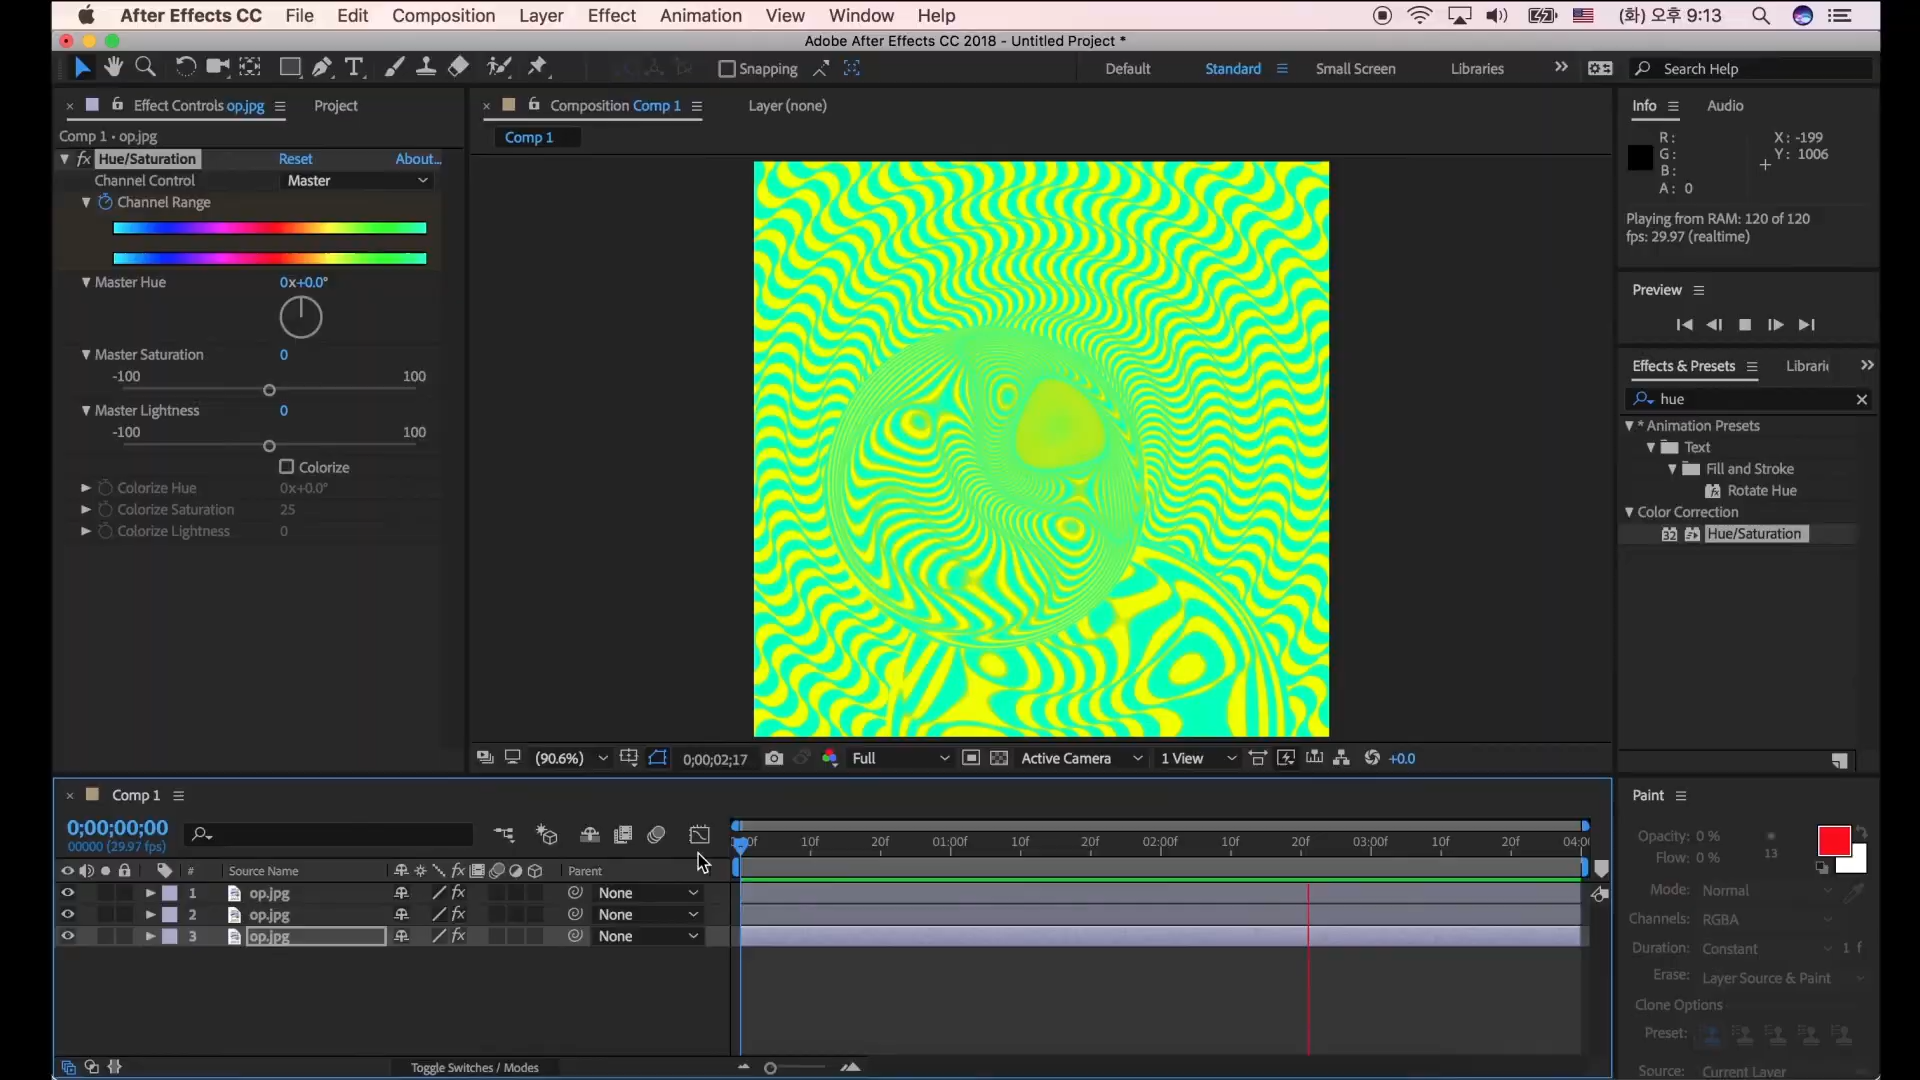 After Effects CC File Edit Composition Layer Effect Animation View Window Help (화) 오후 9:13
Adobe After Effects CC 2018 - Untitled Project *
Snapping Default Standard Small Screen Libraries Search Help
Effect Controls op.jpg Project
Comp 1 • op.jpg
fx Hue/Saturation Reset About...
Channel Control Master
Channel Range
Master Hue 0x+0.0°
Master Saturation 0
-100 100
Master Lightness 0
-100 100
Colorize
Colorize Hue 0x+0.0°
Colorize Saturation 25
Colorize Lightness 0
Composition Comp 1 Layer (none)
Comp 1
(90.6%) 0;00;02;17 Full Active Camera 1 View +0.0
Info Audio
R: X: -199
G: Y: 1006
B:
A: 0
Playing from RAM: 120 of 120
fps: 29.97 (realtime)
Preview
Effects & Presets Librari
hue
* Animation Presets
Text
Fill and Stroke
Rotate Hue
Color Correction
32 Hue/Saturation
Comp 1
0;00;00;00
00000 (29.97 fps)
10f 20f 01:00f 10f 20f 02:00f 10f 20f 03:00f 10f 20f 04:0
# Source Name fx Parent
1 op.jpg fx None
2 op.jpg fx None
3 op.jpg fx None
Toggle Switches / Modes
Paint
Opacity: 0 %
Flow: 0 % 13
Mode: Normal
Channels: RGBA
Duration: Constant 1 f
Erase: Layer Source & Paint
Clone Options
Preset:
Source: Current Layer